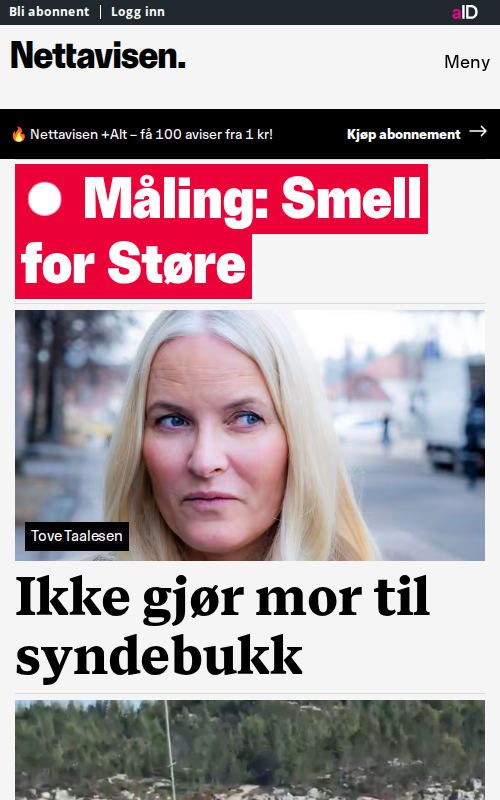 Bli abonnent | Logg inn
aID
Nettavisen.
Meny
🔥 Nettavisen +Alt – få 100 aviser fra 1 kr!
Kjøp abonnement →
Måling: Smell
for Støre
Tove Taalesen
Ikke gjør mor til
syndebukk